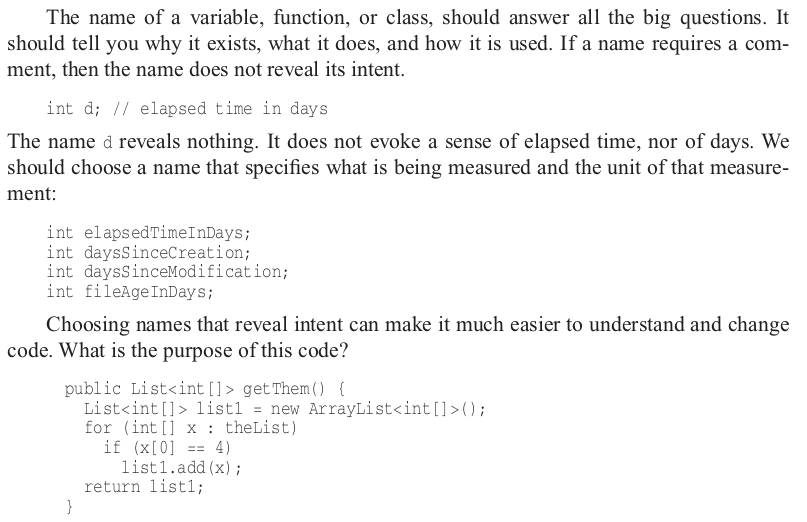 The name of a variable, function, or class, should answer all the big questions. It
should tell you why it exists, what it does, and how it is used. If a name requires a com-
ment, then the name does not reveal its intent.
int d; // elapsed time in days
The name d reveals nothing. It does not evoke a sense of elapsed time, nor of days. We
should choose a name that specifies what is being measured and the unit of that measure-
ment:
int elapsedTimeInDays;
int daysSinceCreation;
int daysSinceModification;
int fileAgeInDays;
Choosing names that reveal intent can make it much easier to understand and change
code. What is the purpose of this code?
public List<int[]> getThem() {
List<int[]> list1 = new ArrayList<int[]>();
for (int[] x : theList)
if (x[0] == 4)
list1.add(x);
return list1;
}